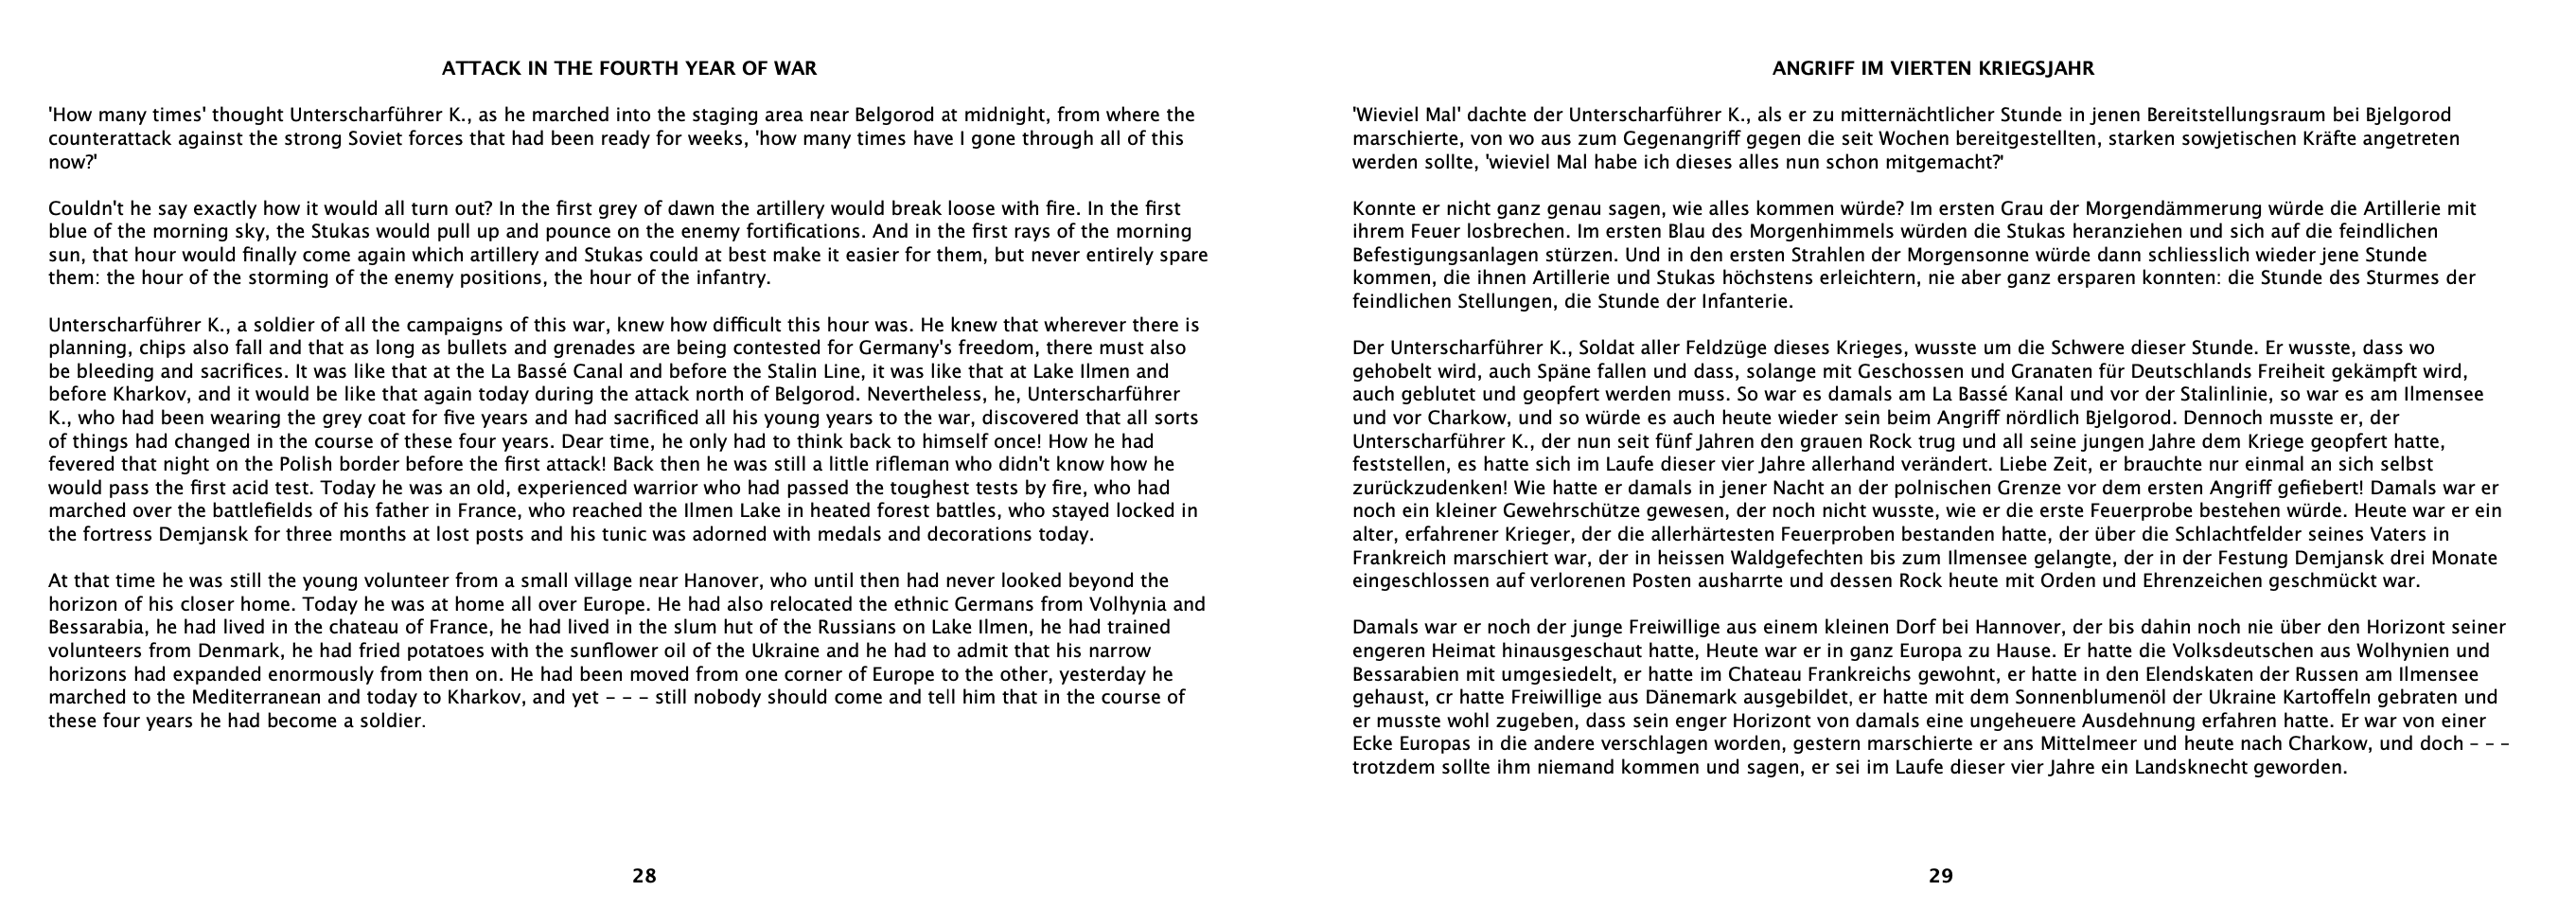 ATTACK IN THE FOURTH YEAR OF WAR
'How many times' thought Unterscharführer K., as he marched into the staging area near Belgorod at midnight, from where the
counterattack against the strong Soviet forces that had been ready for weeks, 'how many times have I gone through all of this
now?'
Couldn't he say exactly how it would all turn out? In the first grey of dawn the artillery would break loose with fire. In the first
blue of the morning sky, the Stukas would pull up and pounce on the enemy fortifications. And in the first rays of the morning
sun, that hour would finally come again which artillery and Stukas could at best make it easier for them, but never entirely spare
them: the hour of the storming of the enemy positions, the hour of the infantry.
Unterscharführer K., a soldier of all the campaigns of this war, knew how difficult this hour was. He knew that wherever there is
planning, chips also fall and that as long as bullets and grenades are being contested for Germany's freedom, there must also
be bleeding and sacrifices. It was like that at the La Bassé Canal and before the Stalin Line, it was like that at Lake Ilmen and
before Kharkov, and it would be like that again today during the attack north of Belgorod. Nevertheless, he, Unterscharführer
K., who had been wearing the grey coat for five years and had sacrificed all his young years to the war, discovered that all sorts
of things had changed in the course of these four years. Dear time, he only had to think back to himself once! How he had
fevered that night on the Polish border before the first attack! Back then he was still a little rifleman who didn't know how he
would pass the first acid test. Today he was an old, experienced warrior who had passed the toughest tests by fire, who had
marched over the battlefields of his father in France, who reached the Ilmen Lake in heated forest battles, who stayed locked in
the fortress Demjansk for three months at lost posts and his tunic was adorned with medals and decorations today.
At that time he was still the young volunteer from a small village near Hanover, who until then had never looked beyond the
horizon of his closer home. Today he was at home all over Europe. He had also relocated the ethnic Germans from Volhynia and
Bessarabia, he had lived in the chateau of France, he had lived in the slum hut of the Russians on Lake Ilmen, he had trained
volunteers from Denmark, he had fried potatoes with the sunflower oil of the Ukraine and he had to admit that his narrow
horizons had expanded enormously from then on. He had been moved from one corner of Europe to the other, yesterday he
marched to the Mediterranean and today to Kharkov, and yet – – – still nobody should come and tell him that in the course of
these four years he had become a soldier.
28
ANGRIFF IM VIERTEN KRIEGSJAHR
'Wieviel Mal' dachte der Unterscharführer K., als er zu mitternächtlicher Stunde in jenen Bereitstellungsraum bei Bjelgorod
marschierte, von wo aus zum Gegenangriff gegen die seit Wochen bereitgestellten, starken sowjetischen Kräfte angetreten
werden sollte, 'wieviel Mal habe ich dieses alles nun schon mitgemacht?'
Konnte er nicht ganz genau sagen, wie alles kommen würde? Im ersten Grau der Morgendämmerung würde die Artillerie mit
ihrem Feuer losbrechen. Im ersten Blau des Morgenhimmels würden die Stukas heranziehen und sich auf die feindlichen
Befestigungsanlagen stürzen. Und in den ersten Strahlen der Morgensonne würde dann schliesslich wieder jene Stunde
kommen, die ihnen Artillerie und Stukas höchstens erleichtern, nie aber ganz ersparen konnten: die Stunde des Sturmes der
feindlichen Stellungen, die Stunde der Infanterie.
Der Unterscharführer K., Soldat aller Feldzüge dieses Krieges, wusste um die Schwere dieser Stunde. Er wusste, dass wo
gehobelt wird, auch Späne fallen und dass, solange mit Geschossen und Granaten für Deutschlands Freiheit gekämpft wird,
auch geblutet und geopfert werden muss. So war es damals am La Bassé Kanal und vor der Stalinlinie, so war es am Ilmensee
und vor Charkow, und so würde es auch heute wieder sein beim Angriff nördlich Bjelgorod. Dennoch musste er, der
Unterscharführer K., der nun seit fünf Jahren den grauen Rock trug und all seine jungen Jahre dem Kriege geopfert hatte,
feststellen, es hatte sich im Laufe dieser vier Jahre allerhand verändert. Liebe Zeit, er brauchte nur einmal an sich selbst
zurückzudenken! Wie hatte er damals in jener Nacht an der polnischen Grenze vor dem ersten Angriff gefiebert! Damals war er
noch ein kleiner Gewehrschütze gewesen, der noch nicht wusste, wie er die erste Feuerprobe bestehen würde. Heute war er ein
alter, erfahrener Krieger, der die allerhärtesten Feuerproben bestanden hatte, der über die Schlachtfelder seines Vaters in
Frankreich marschiert war, der in heissen Waldgefechten bis zum Ilmensee gelangte, der in der Festung Demjansk drei Monate
eingeschlossen auf verlorenen Posten ausharrte und dessen Rock heute mit Orden und Ehrenzeichen geschmückt war.
Damals war er noch der junge Freiwillige aus einem kleinen Dorf bei Hannover, der bis dahin noch nie über den Horizont seiner
engeren Heimat hinausgeschaut hatte, Heute war er in ganz Europa zu Hause. Er hatte die Volksdeutschen aus Wolhynien und
Bessarabien mit umgesiedelt, er hatte im Chateau Frankreichs gewohnt, er hatte in den Elendskaten der Russen am Ilmensee
gehaust, cr hatte Freiwillige aus Dänemark ausgebildet, er hatte mit dem Sonnenblumenöl der Ukraine Kartoffeln gebraten und
er musste wohl zugeben, dass sein enger Horizont von damals eine ungeheuere Ausdehnung erfahren hatte. Er war von einer
Ecke Europas in die andere verschlagen worden, gestern marschierte er ans Mittelmeer und heute nach Charkow, und doch – – –
trotzdem sollte ihm niemand kommen und sagen, er sei im Laufe dieser vier Jahre ein Landsknecht geworden.
29